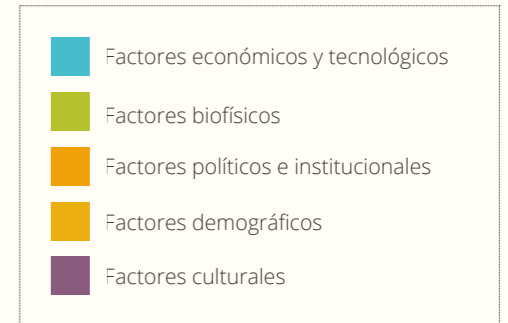 Factores económicos y tecnológicos
Factores biofísicos
Factores políticos e institucionales
Factores demográficos
Factores culturales